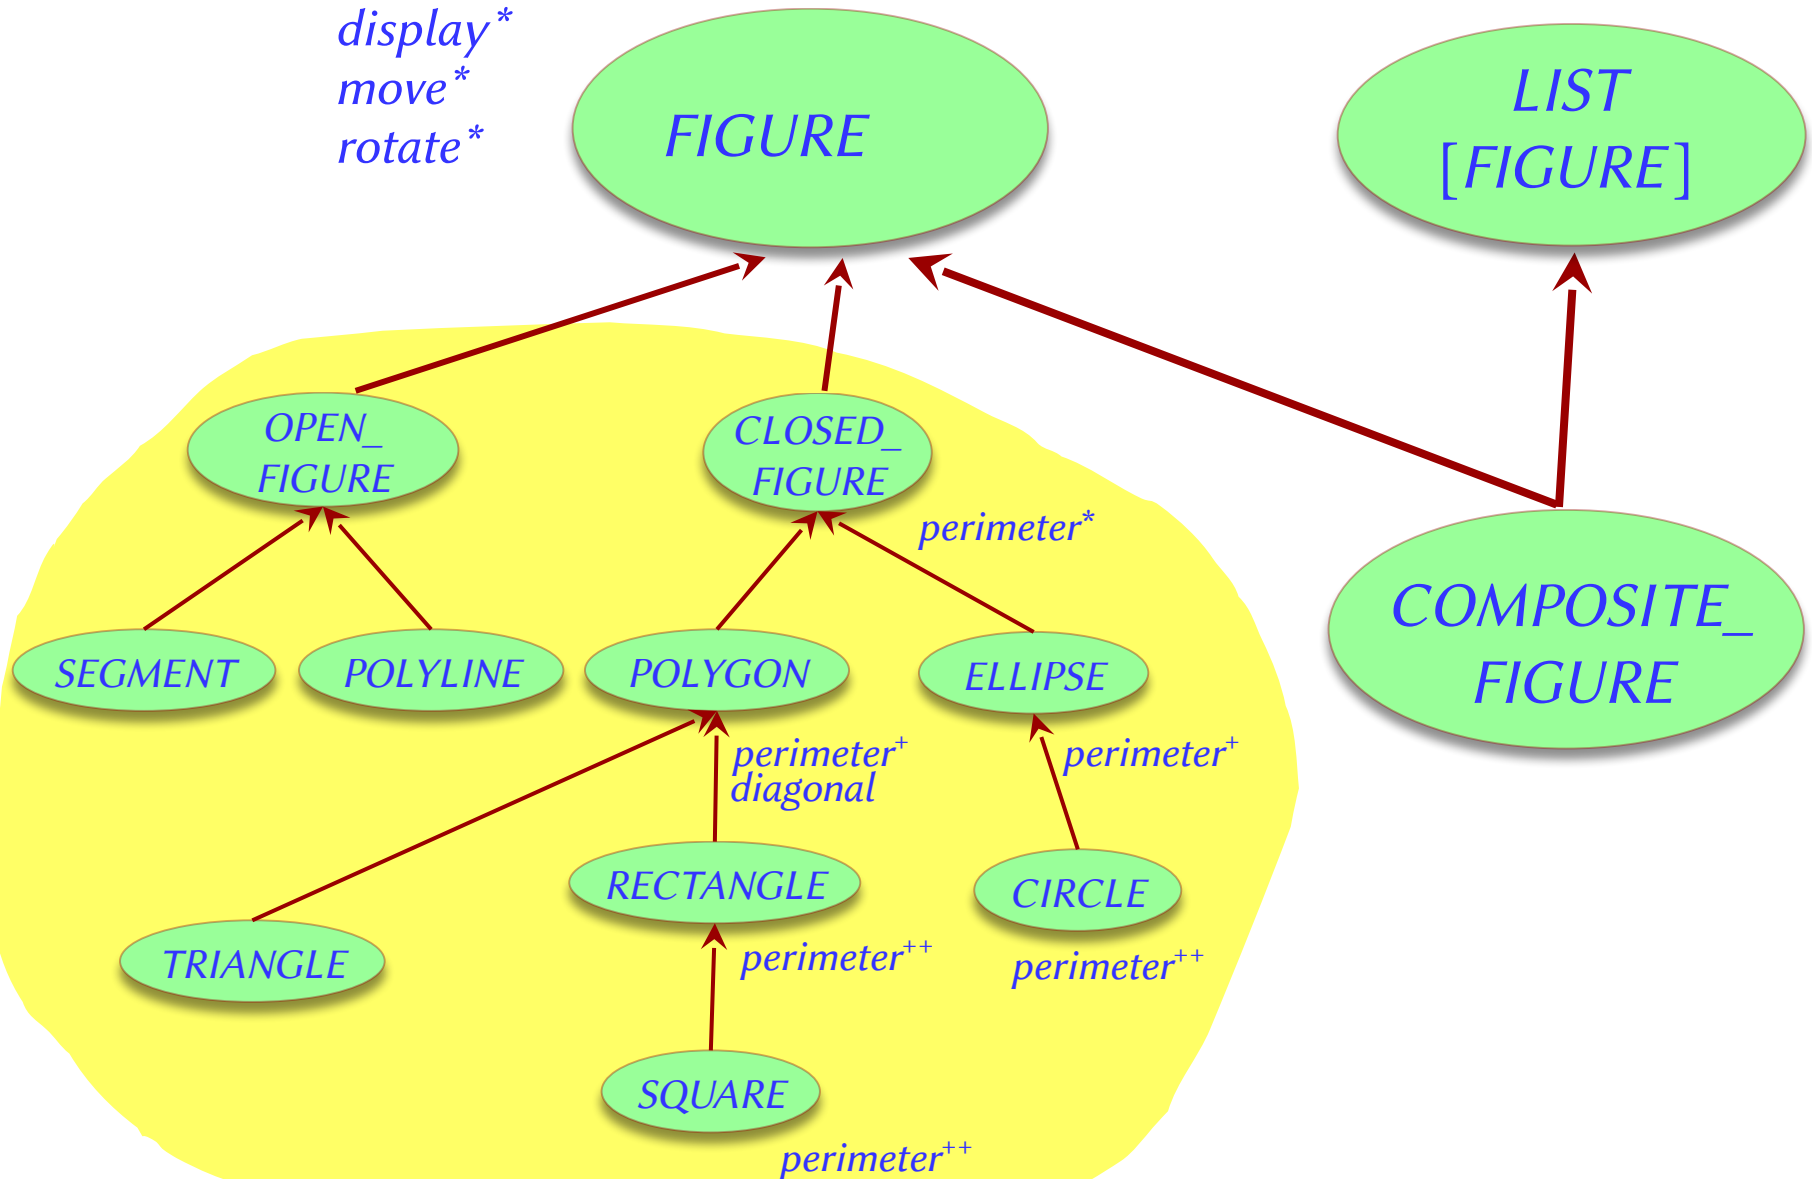 display*
move*
rotate*
FIGURE
LIST
[FIGURE]
OPEN_
FIGURE
CLOSED_
FIGURE
perimeter*
COMPOSITE_
FIGURE
SEGMENT
POLYLINE
POLYGON
ELLIPSE
perimeter+
diagonal
perimeter+
RECTANGLE
CIRCLE
TRIANGLE
perimeter++
perimeter++
SQUARE
perimeter++